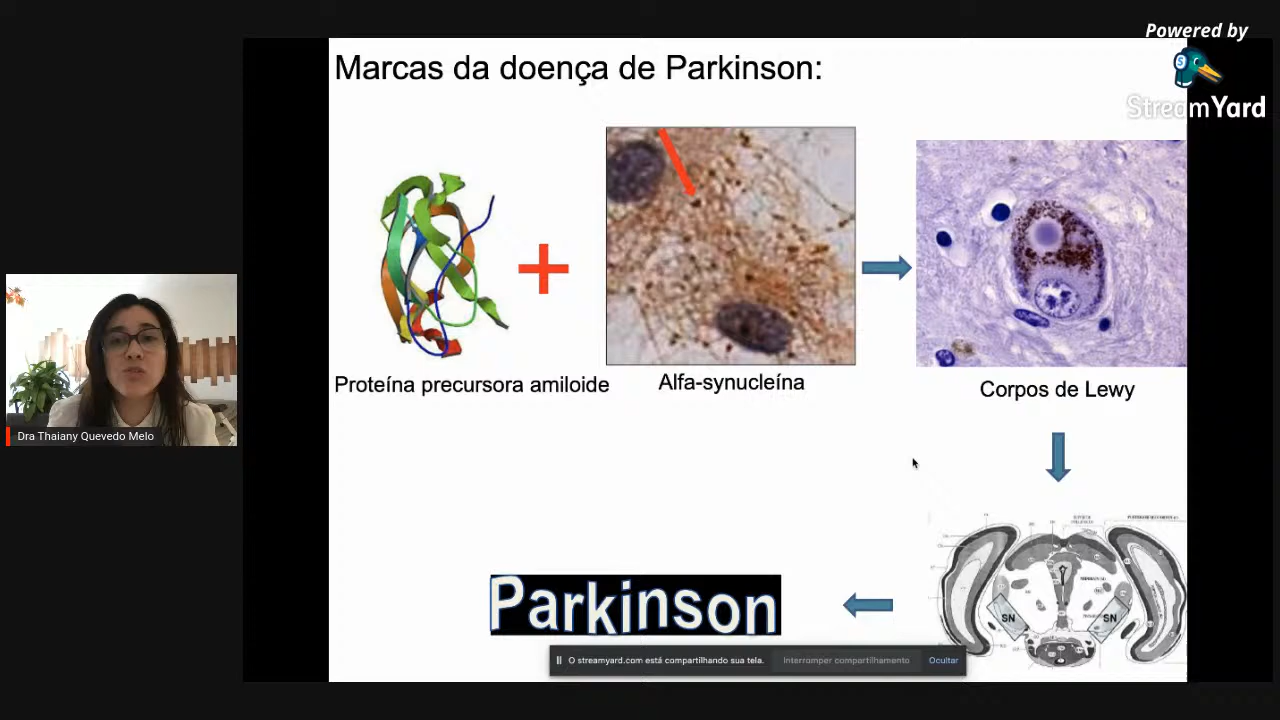 Powered by
StreamYard
Marcas da doença de Parkinson:
Proteína precursora amiloide
Alfa-synucleína
Corpos de Lewy
Dra Thaiany Quevedo Melo
SN
SN
Parkinson
O streamyard.com está compartilhando sua tela.
Interromper compartilhamento
Ocultar